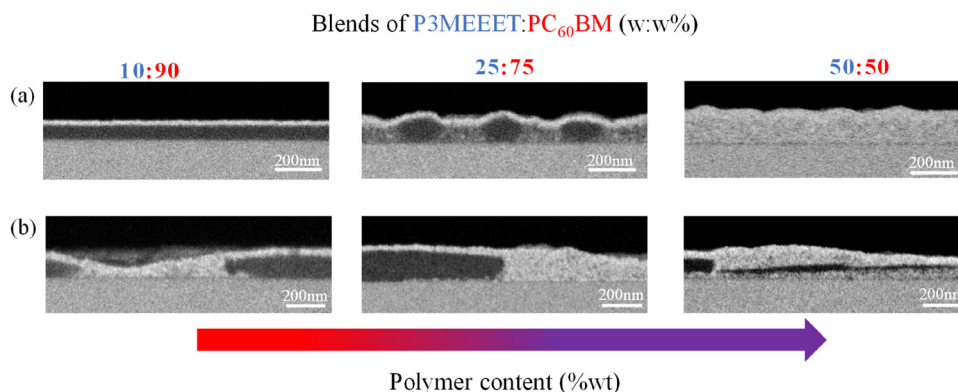 Blends of P3MEEET:PC₆₀BM (w:w%)
10:90 25:75 50:50
(a)
200nm 200nm 200nm
(b)
200nm 200nm 200nm
Polymer content (%wt)